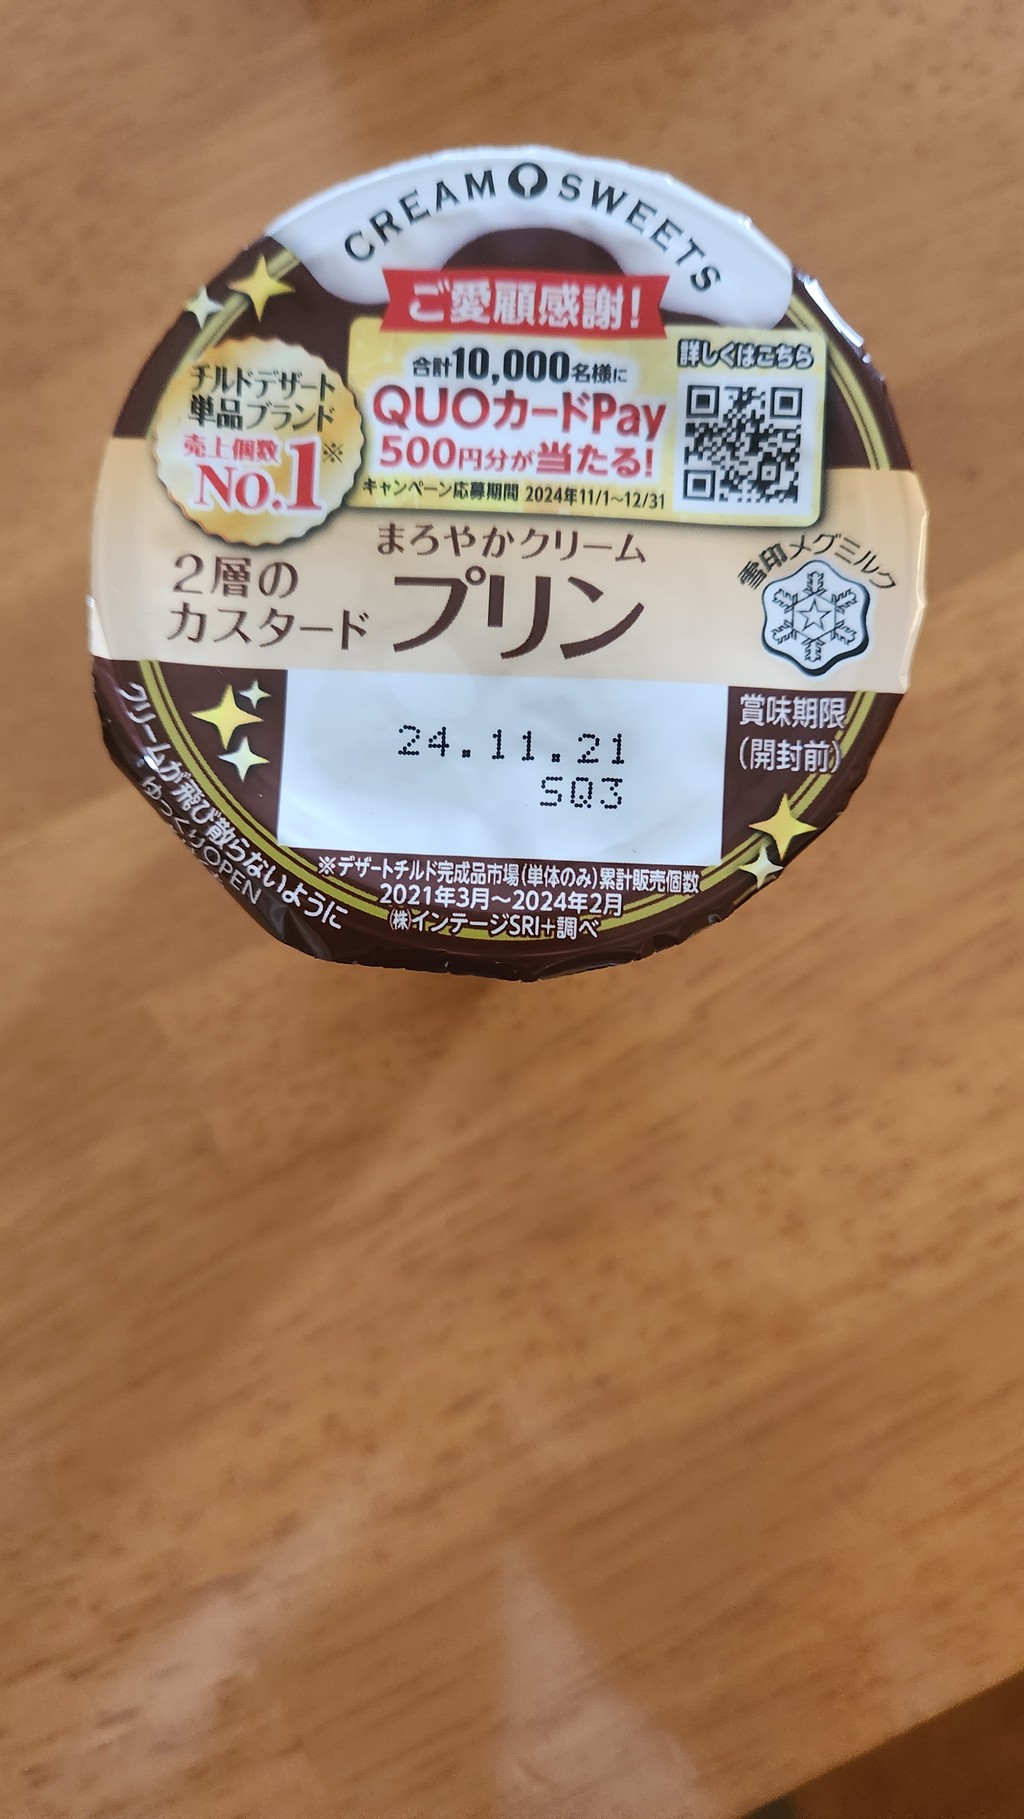 CREAM SWEETS
ご愛顧感謝!
チルドデザート
単品ブランド
売上個数※
No.1
合計10,000名様に
QUOカードPay
500円分が当たる!
キャンペーン応募期間 2024年11/1〜12/31
詳しくはこちら
まろやかクリーム
2層の
カスタード
プリン
雪印メグミルク
24.11.21
SQ3
賞味期限
(開封前)
クリームが飛び散らないように
ゆっくりOPEN
※デザートチルド完成品市場(単体のみ)累計販売個数
2021年3月〜2024年2月
㈱インテージSRI+調べ